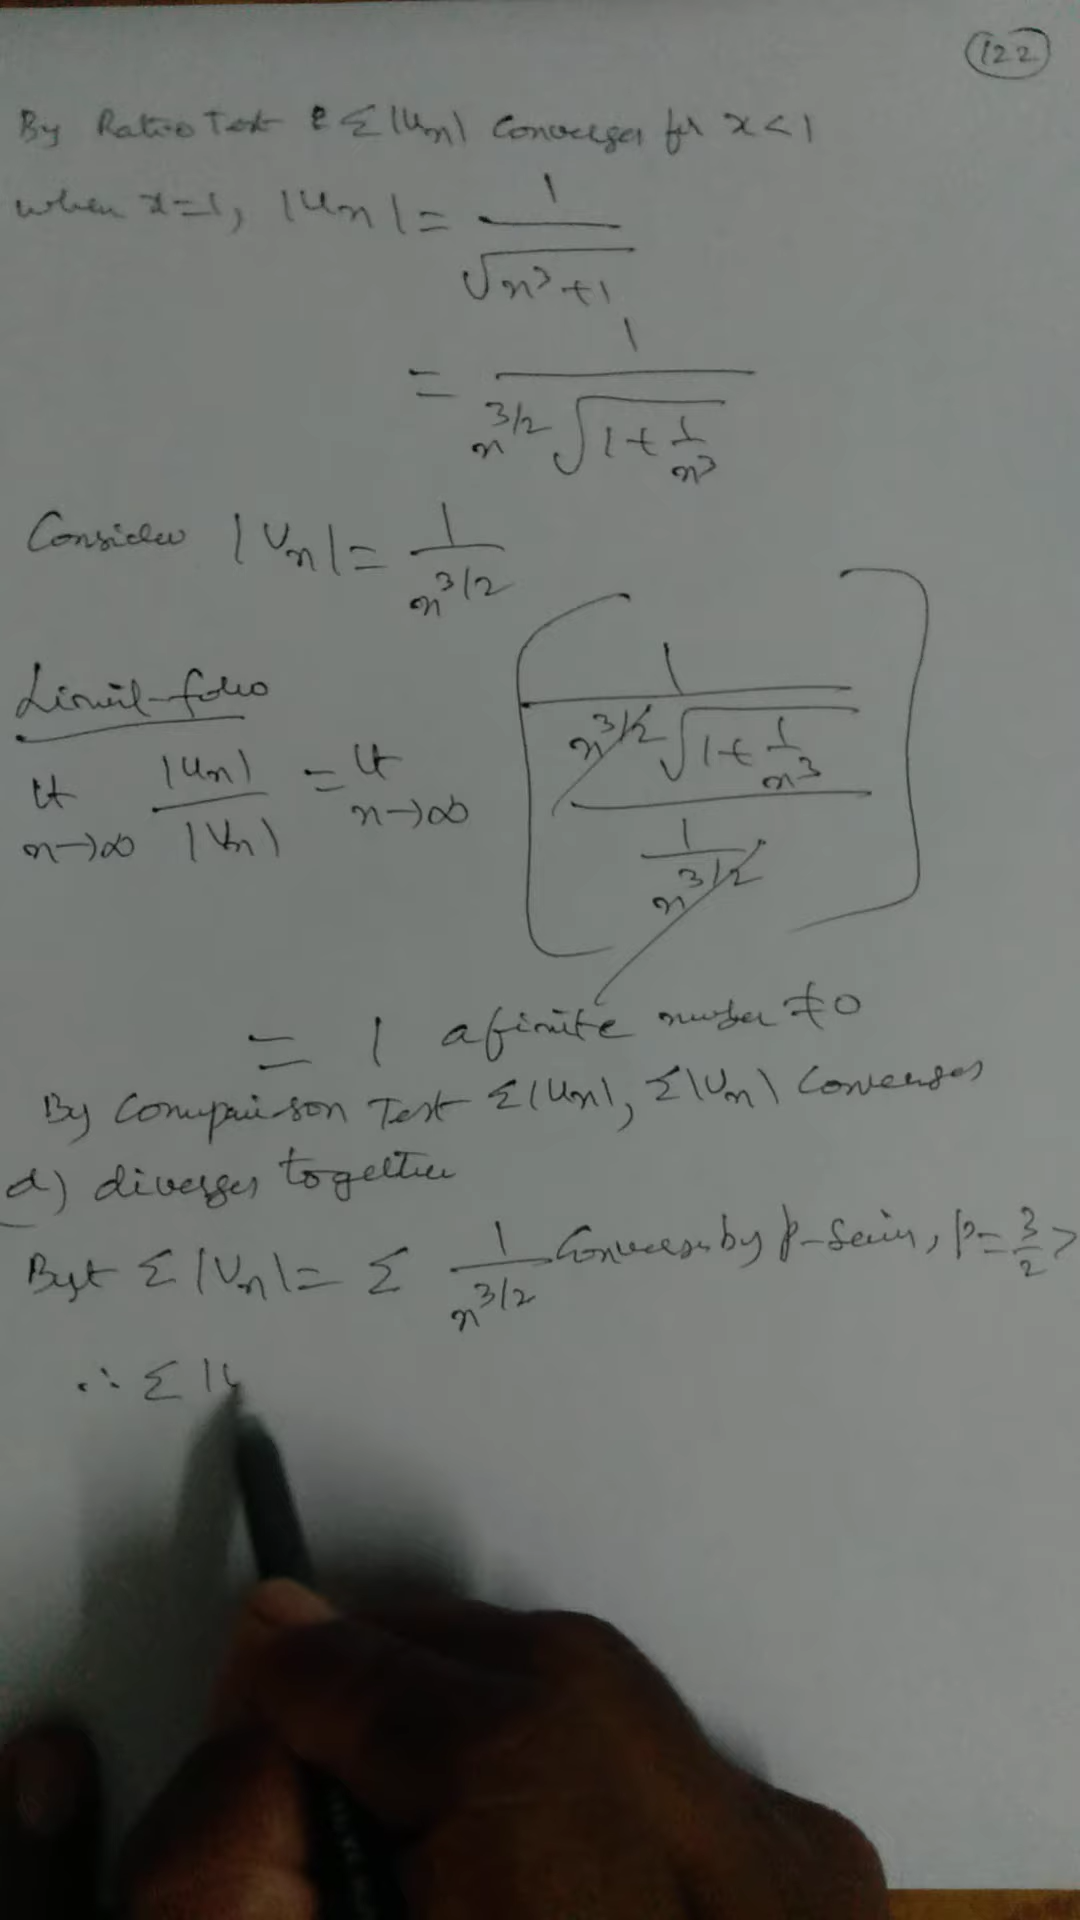 122
By Ratio Test Σ|Un| Converges for x<1
when x=1, |Un| = 1/√(n³+1)
= 1/(n^3/2 √(1+1/n³))
Consider |Vn| = 1/n^3/2
Limit form
Lt n→∞ |Un|/|Vn| = Lt n→∞ [ (1/(n^3/2 √(1+1/n³))) / (1/n^3/2) ]
= 1 a finite number ≠0
By Comparison Test Σ|Un|, Σ|Vn| Converges
diverges together
But Σ|Vn| = Σ 1/n^3/2 Converges by p-series, p=3/2>
∴ Σ |U